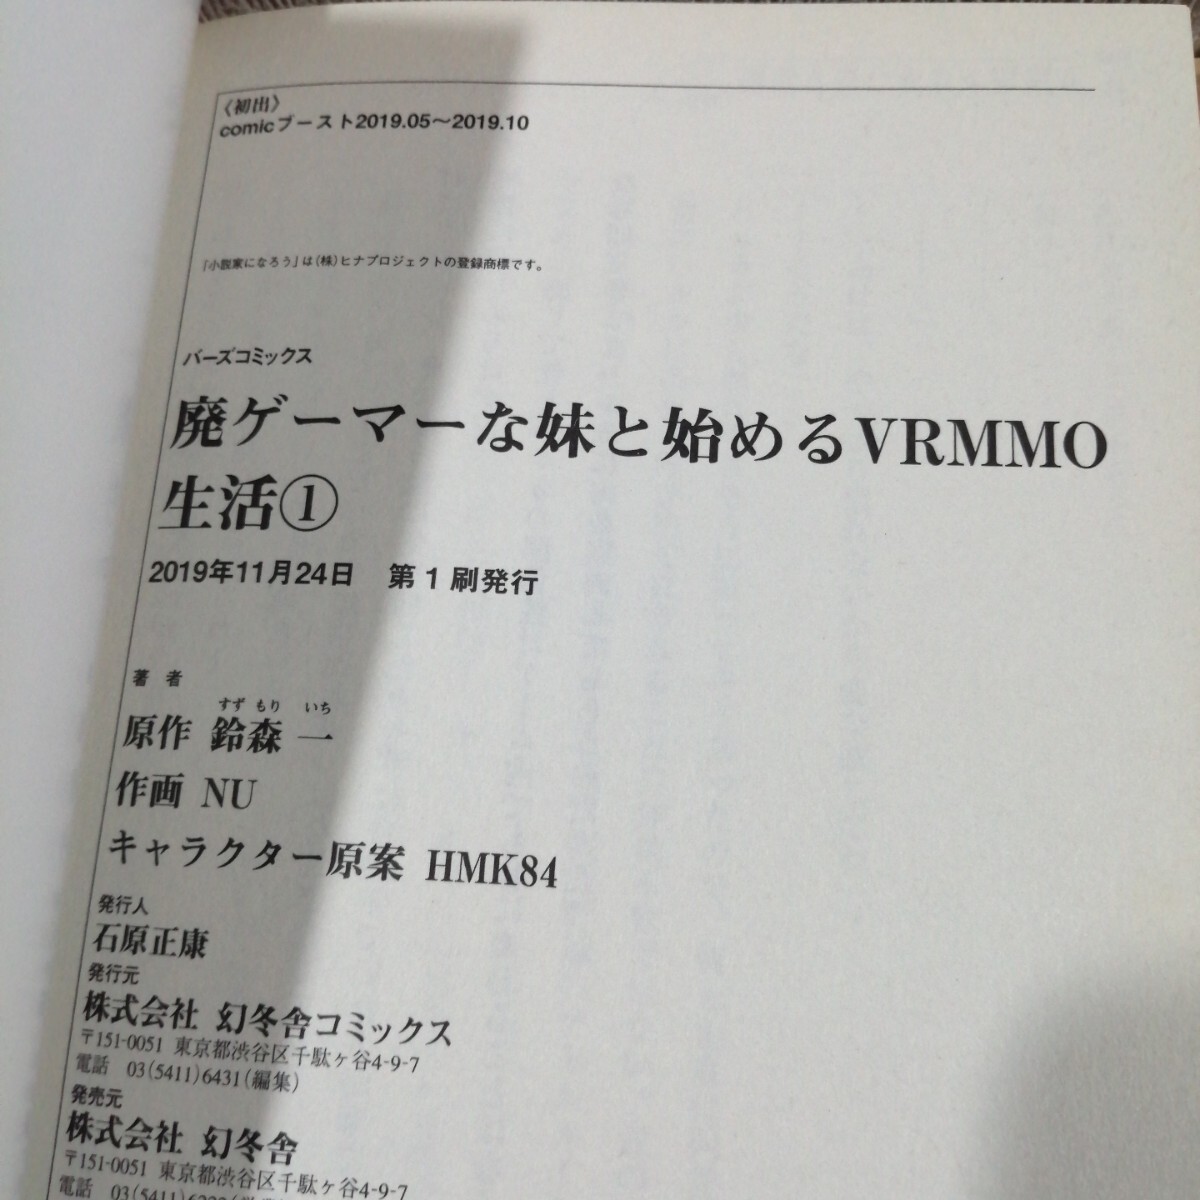 〈初出〉
comicブースト2019.05〜2019.10
「小説家になろう」は(株)ヒナプロジェクトの登録商標です。
バーズコミックス
廃ゲーマーな妹と始めるVRMMO
生活①
2019年11月24日　第1刷発行
著者
すず もり いち
原作 鈴森 一
作画 NU
キャラクター原案 HMK84
発行人
石原正康
発行元
株式会社 幻冬舎コミックス
〒151-0051 東京都渋谷区千駄ヶ谷4-9-7
電話　03(5411)6431(編集)
発売元
株式会社 幻冬舎
〒151-0051 東京都渋谷区千駄ヶ谷4-9-7
電話　03(5411)